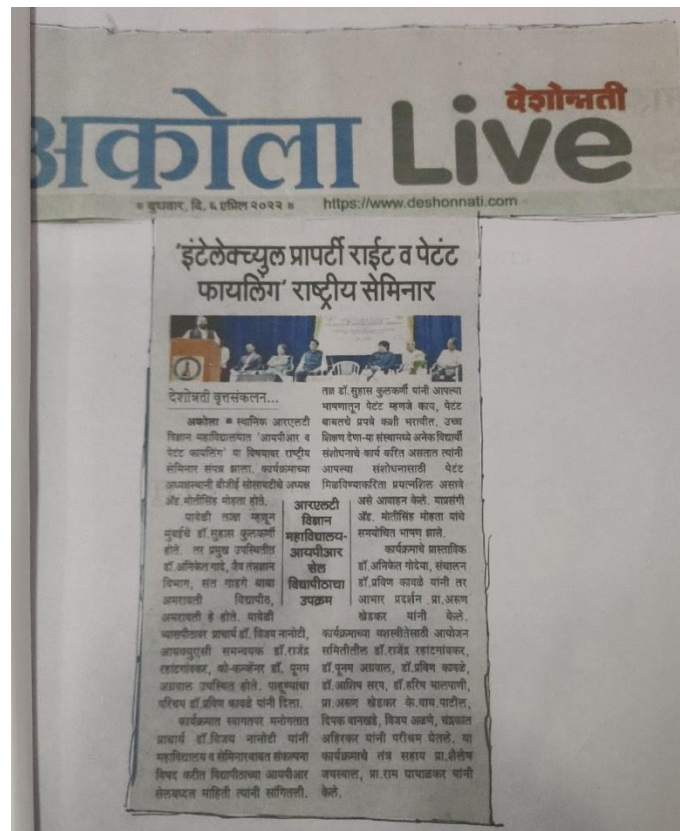 अकोला Live
देशोन्नती
बुधवार, दि. ६ एप्रिल २०२२ https://www.deshonnati.com
'इंटेलेक्च्युल प्रापर्टी राईट व पेटंट
फायलिंग' राष्ट्रीय सेमिनार
देशोन्नती वृत्तसंकलन...
अकोला स्थानिक आरएलटी
विज्ञान महाविद्यालयात 'आयपीआर व
पेटंट फायलिंग' या विषयावर राष्ट्रीय
सेमिनार संपन्न झाला. कार्यक्रमाच्या
अध्यक्षस्थानी बीजीई सोसायटीचे अध्यक्ष
अ‍ॅड. मोतीसिंह मोहता होते.
यावेळी तज्ञ म्हणून
मुंबईचे डॉ.सुहास कुलकर्णी
होते. तर प्रमुख उपस्थितीत
डॉ.अनिकेत गादे, जैव तंत्रज्ञान
विभाग, संत गाडगे बाबा
अमरावती विद्यापीठ,
अमरावती हे होते. यावेळी
व्यासपीठावर प्राचार्य डॉ. विजय नानोटी,
आयक्युएसी समन्वयक डॉ.राजेंद्र
रहांटगांवकर, को-कन्व्हेनर डॉ. पूनम
अग्रवाल उपस्थित होते. पाहूण्यांचा
परिचय डॉ.प्रविण कावळे यांनी दिला.
कार्यक्रमात स्वागतपर मनोगतात
प्राचार्य डॉ.विजय नानोटी यांनी
महाविद्यालय व सेमिनारबाबत संकल्पना
विषद करीत विद्यापीठाच्या आयपीआर
सेलबध्दल माहिती त्यांनी सांगितली.
आरएलटी
विज्ञान
महाविद्यालय-
आयपीआर
सेल
विद्यापीठाचा
उपक्रम
तज्ञ डॉ.सुहास कुलकर्णी यांनी आपल्या
भाषणातून पेटंट म्हणजे काय, पेटंट
बाबतचे प्रपत्रे कशी भरावीत. उच्च
शिक्षण देणा-या संस्थामध्ये अनेक विद्यार्थी
संशोधनाचे कार्य करित असतात त्यांनी
आपल्या संशोधनासाठी पेटंट
मिळविण्याकरिता प्रयत्नशिल असावे
असे आवाहन केले. याप्रसंगी
अ‍ॅड. मोतीसिंह मोहता यांचे
समयोचित भाषण झाले.
कार्यक्रमाचे प्रास्ताविक
डॉ.अनिकेत गोदेया, संचालन
डॉ.प्रविण कावळे यांनी तर
आभार प्रदर्शन प्रा.अरूण
खेडकर यांनी केले.
कार्यक्रमाच्या यशस्वीतेसाठी आयोजन
समितीतील डॉ.राजेंद्र रहांटगावकर,
डॉ.पूनम अग्रवाल, डॉ.प्रविण कावळे,
डॉ.आशिष सरप, डॉ.हरिष मालपाणी,
प्रा.अरूण खेडकर के.वाय.पाटील,
दिपक वानखडे, विजय अळणे, चंद्रकांत
अहिरकर यांनी परीश्रम घेतले. या
कार्यक्रमाचे तंत्र सहाय प्रा.शैलेष
जयस्वाल, प्रा.राम पाचाळकर यांनी
केले.